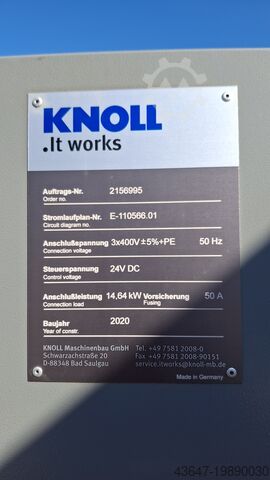 KNOLL
.It works
Auftrags-Nr. 2156995
Order no.
Stromlaufplan-Nr. E-110566.01
Circuit diagram no.
Anschlußspannung 3x400V±5%+PE 50 Hz
Connection voltage
Steuerspannung 24V DC
Control voltage
Anschlußleistung 14,64 kW Vorsicherung 50 A
Connection load Fusing
Baujahr 2020
Year of constr.
KNOLL Maschinenbau GmbH Tel. +49 7581 2008-0
Schwarzachstraße 20 Fax +49 7581 2008-90151
D-88348 Bad Saulgau service.itworks@knoll-mb.de
Made in Germany
43647-19890030